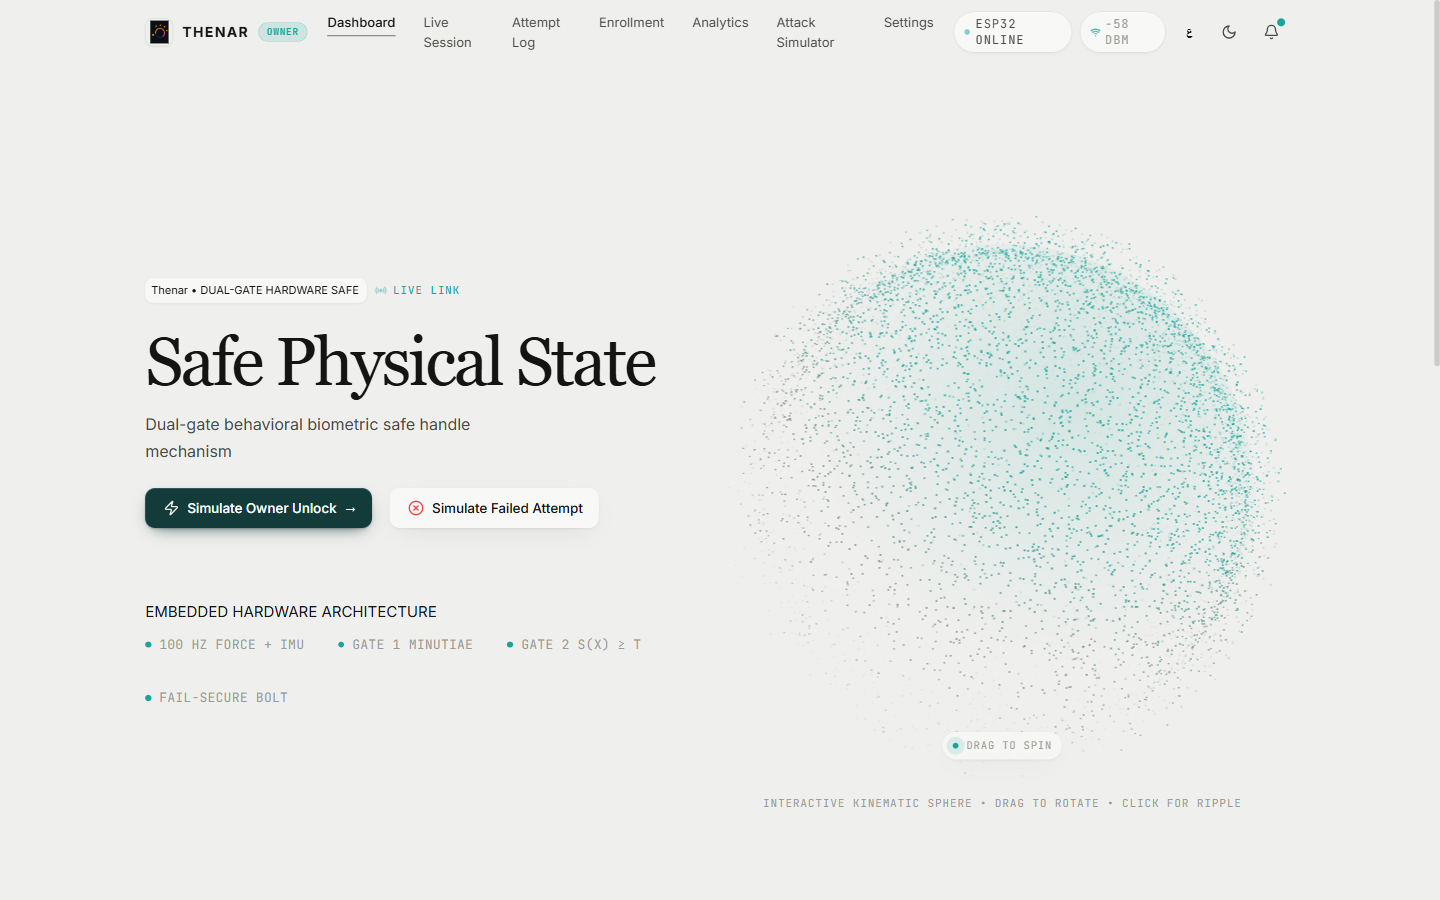 THENAR
OWNER
Dashboard
Live
Session
Attempt
Log
Enrollment
Analytics
Attack
Simulator
Settings
ESP32
ONLINE
-58
DBM
ع
Thenar • DUAL-GATE HARDWARE SAFE
LIVE LINK
Safe Physical State
Dual-gate behavioral biometric safe handle
mechanism
Simulate Owner Unlock →
Simulate Failed Attempt
EMBEDDED HARDWARE ARCHITECTURE
100 HZ FORCE + IMU
GATE 1 MINUTIAE
GATE 2 S(X) ≥ T
FAIL-SECURE BOLT
DRAG TO SPIN
INTERACTIVE KINEMATIC SPHERE • DRAG TO ROTATE • CLICK FOR RIPPLE